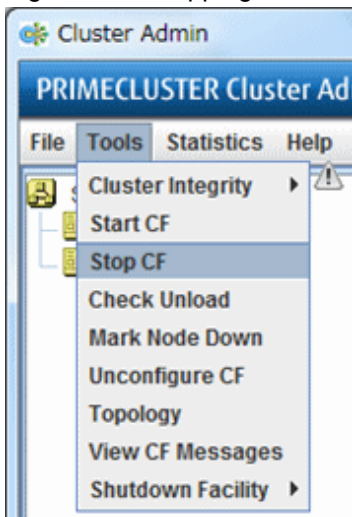 Cluster Admin
PRIMECLUSTER Cluster Ad
File Tools Statistics Help
Cluster Integrity
Start CF
Stop CF
Check Unload
Mark Node Down
Unconfigure CF
Topology
View CF Messages
Shutdown Facility